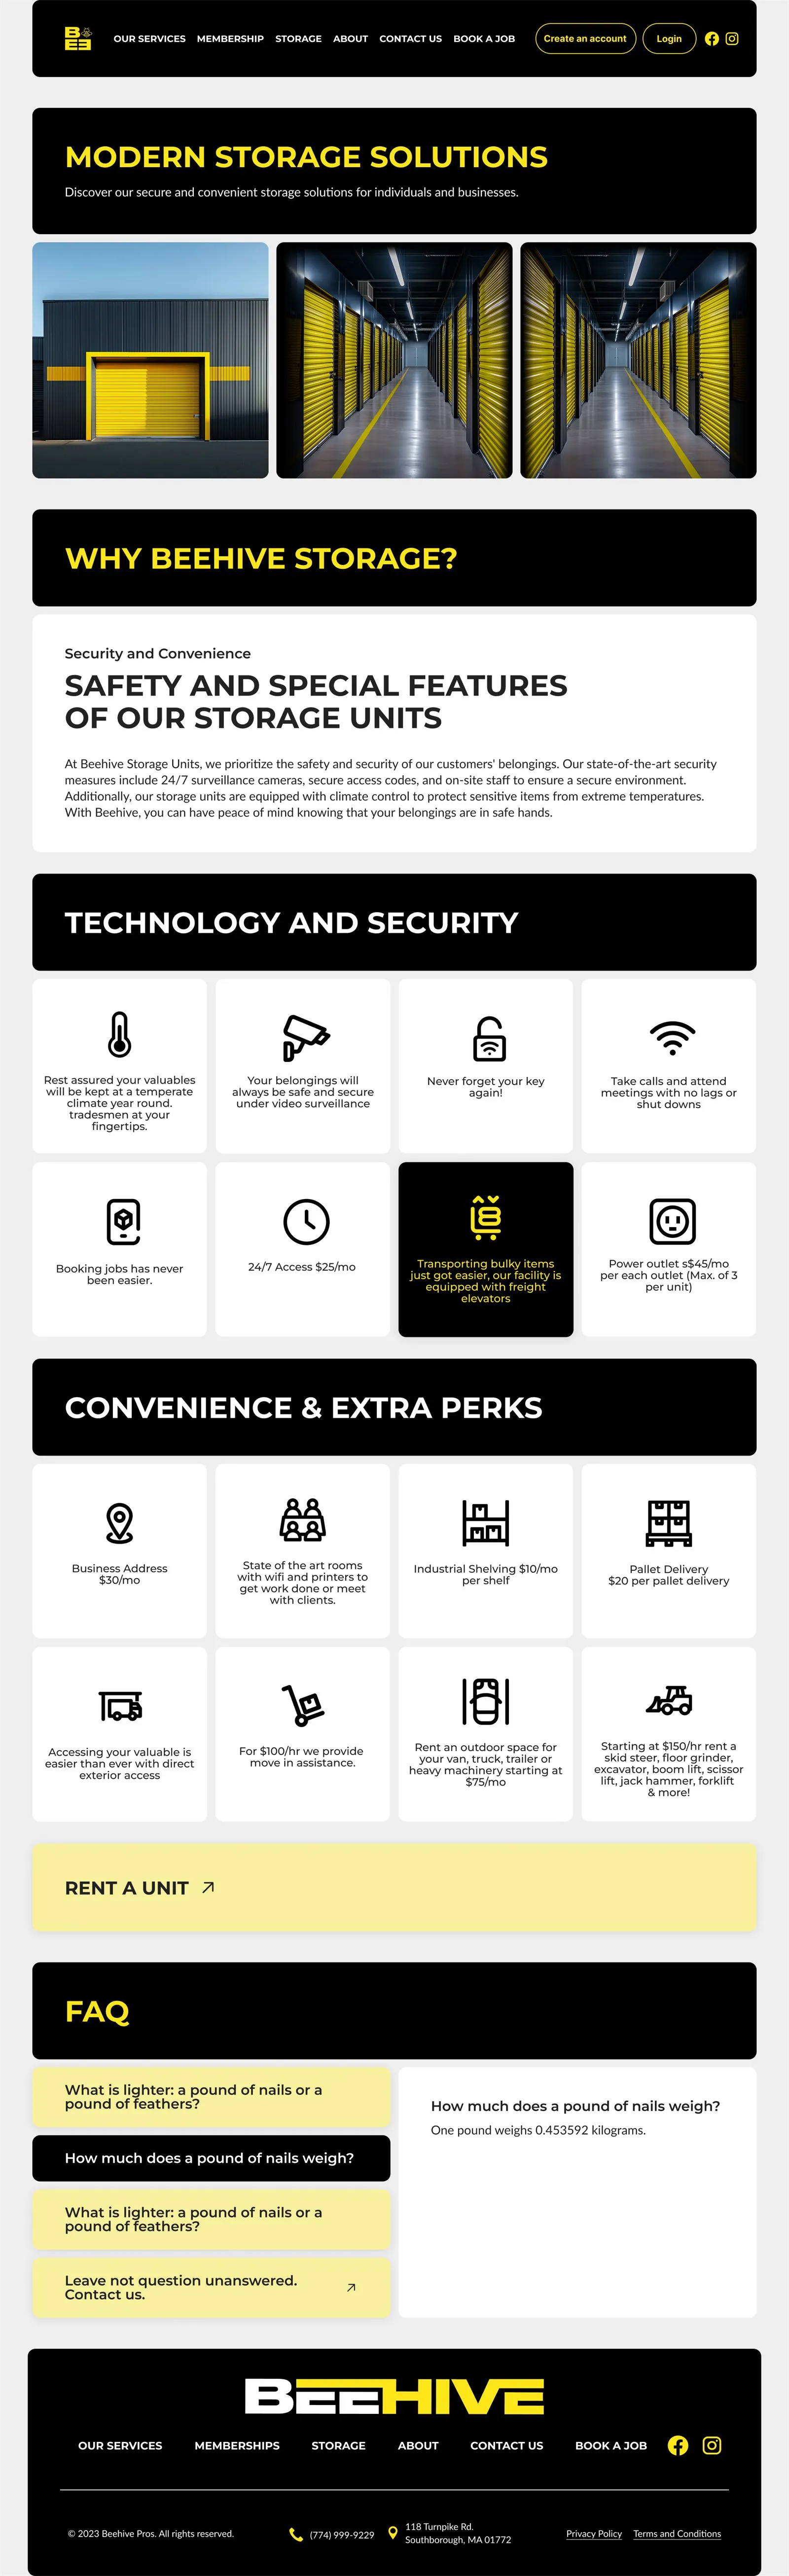 BEE
OUR SERVICES MEMBERSHIP STORAGE ABOUT CONTACT US BOOK A JOB Create an account Login
MODERN STORAGE SOLUTIONS
Discover our secure and convenient storage solutions for individuals and businesses.
WHY BEEHIVE STORAGE?
Security and Convenience
SAFETY AND SPECIAL FEATURES
OF OUR STORAGE UNITS
At Beehive Storage Units, we prioritize the safety and security of our customers' belongings. Our state-of-the-art security
measures include 24/7 surveillance cameras, secure access codes, and on-site staff to ensure a secure environment.
Additionally, our storage units are equipped with climate control to protect sensitive items from extreme temperatures.
With Beehive, you can have peace of mind knowing that your belongings are in safe hands.
TECHNOLOGY AND SECURITY
Rest assured your valuables
will be kept at a temperate
climate year round.
tradesmen at your
fingertips.
Your belongings will
always be safe and secure
under video surveillance
Never forget your key
again!
Take calls and attend
meetings with no lags or
shut downs
Booking jobs has never
been easier.
24/7 Access $25/mo
Transporting bulky items
just got easier, our facility is
equipped with freight
elevators
Power outlet s$45/mo
per each outlet (Max. of 3
per unit)
CONVENIENCE & EXTRA PERKS
Business Address
$30/mo
State of the art rooms
with wifi and printers to
get work done or meet
with clients.
Industrial Shelving $10/mo
per shelf
Pallet Delivery
$20 per pallet delivery
Accessing your valuable is
easier than ever with direct
exterior access
For $100/hr we provide
move in assistance.
Rent an outdoor space for
your van, truck, trailer or
heavy machinery starting at
$75/mo
Starting at $150/hr rent a
skid steer, floor grinder,
excavator, boom lift, scissor
lift, jack hammer, forklift
& more!
RENT A UNIT
FAQ
What is lighter: a pound of nails or a
pound of feathers?
How much does a pound of nails weigh?
What is lighter: a pound of nails or a
pound of feathers?
Leave not question unanswered.
Contact us.
How much does a pound of nails weigh?
One pound weighs 0.453592 kilograms.
BEEHIVE
OUR SERVICES MEMBERSHIPS STORAGE ABOUT CONTACT US BOOK A JOB
© 2023 Beehive Pros. All rights reserved.
(774) 999-9229
118 Turnpike Rd.
Southborough, MA 01772
Privacy Policy Terms and Conditions